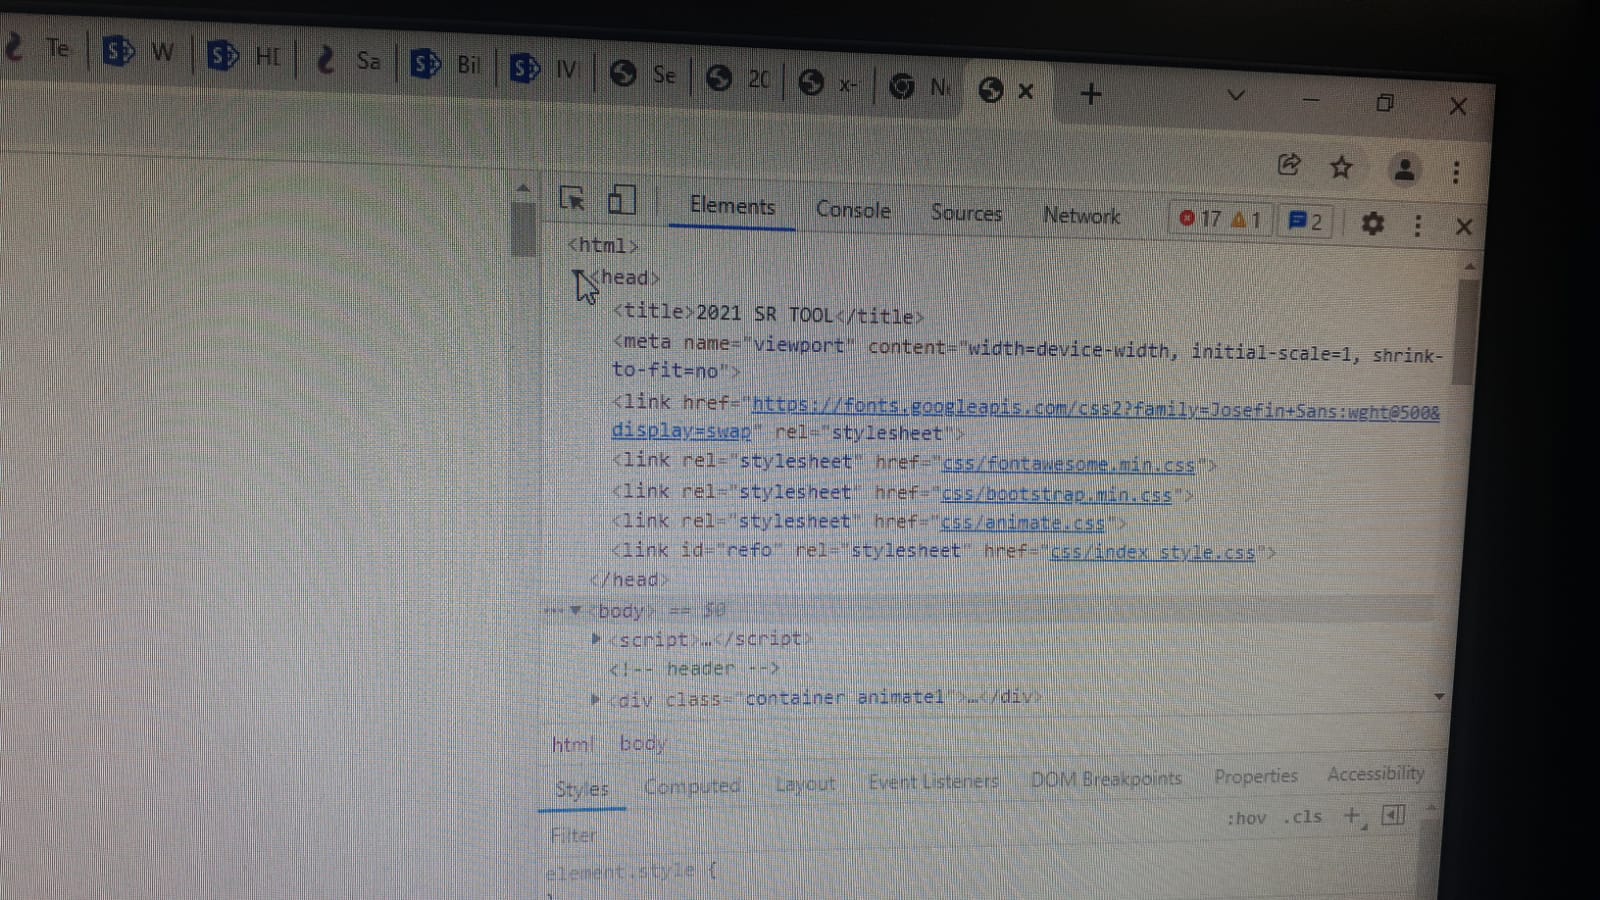 Te W HD Sa Bil IV Se 20 x- N
Elements Console Sources Network 17 1 2
<html>
<head>
<title>2021 SR TOOL</title>
<meta name="viewport" content="width=device-width, initial-scale=1, shrink-
to-fit=no">
<link href="https://fonts.googleapis.com/css2?family=Josefin+Sans:wght@500&
display=swap" rel="stylesheet">
<link rel="stylesheet" href="css/fontawesome.min.css">
<link rel="stylesheet" href="css/bootstrap.min.css">
<link rel="stylesheet" href="css/animate.css">
<link id="refo" rel="stylesheet" href="css/index_style.css">
</head>
<body> == $0
<script>…</script>
<!-- header -->
<div class="container animate1">…</div>
html body
Styles Computed Layout Event Listeners DOM Breakpoints Properties Accessibility
Filter :hov .cls +
element.style {